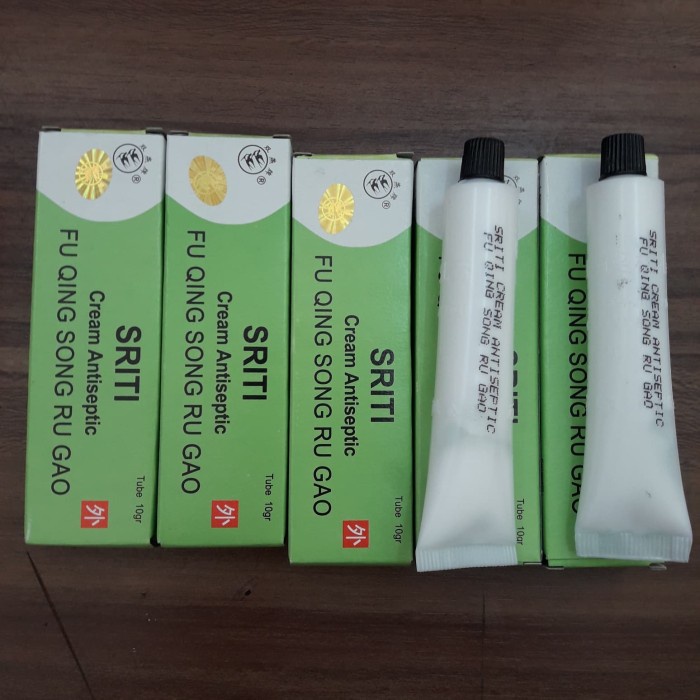 SRITI
Cream Antiseptic
FU QING SONG RU GAO
Tube 10gr
外
®
SRITI
Cream Antiseptic
FU QING SONG RU GAO
Tube 10gr
外
®
SRITI
Cream Antiseptic
FU QING SONG RU GAO
Tube 10gr
外
®
SRITI CREAM ANTISEPTIC
FU QING SONG RU GAO
SRITI
Tube 10gr
SRITI CREAM ANTISEPTIC
FU QING SONG RU GAO
FU QING SONG RU GAO